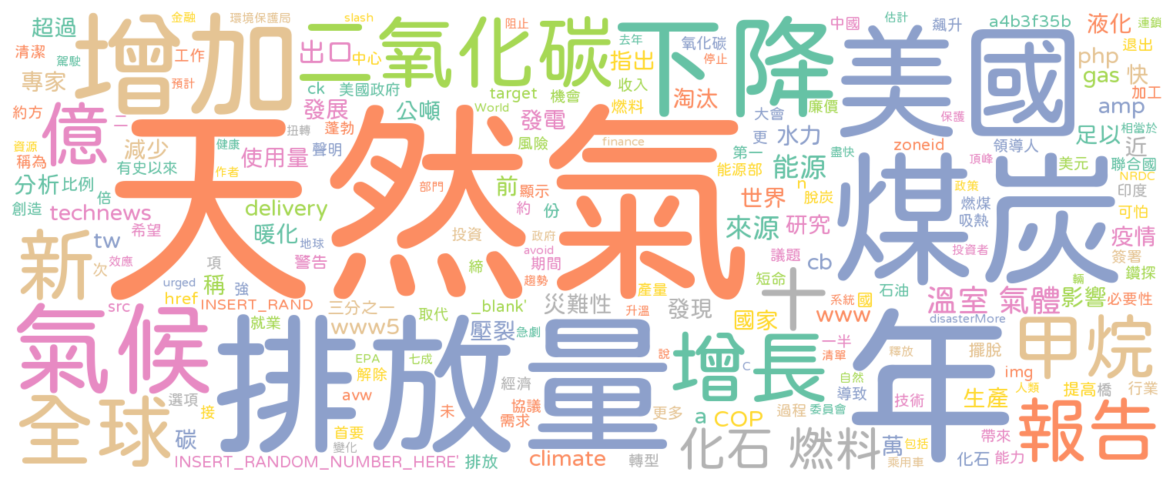 超過 金融 環境保護局 slash 阻止 中國 估計 飆升 a4b3f35b 液化 連鎖
清潔 駕駛 增加 工作 出口 中心 二氧化碳 指出 氧化碳 去年 停止 下降 美國 php 退出
專家 預計 ck 美國政府 target 機會 收入 淘汰 廉價 gas 快 加工
約方 二 億 發展 蓬勃 公噸 World 發電 燃料 大會 保護 amp
資源 扭轉 風險 finance 更 水力 zoneid 領導人 足以 相當於
稱為 減少 健康 使用量 聲明 天然氣 第一 盡快 近
有史以來 作者 前 顯示 部門 能源部 能源 頂峰 美元 聯合國
分析 比例 倍 世界 n 脫炭 政策 燃煤 煤炭 NRDC 印度
創造 technews delivery 約 份 來源 研究 吸熱 可怕
希望 暖化 投資 政府 議題 投資者 簽署 疫情
新 tw 地球 警告 締 avoid 期間 cb 石油 鑽探
次 效應 項 稱 強 趨勢 產量 短命 輛
urged href INSERT_RAND 災難性 升溫 發現 十 系統 國 溫室 氣體 影響 必要性
src 三分之一 _blank' 國家 www disasterMore
氣候 就業 www5 取代 壓裂 急劇 說 一半 甲烷
排放量 EPA 七成 增長 清單 釋放 年 擺脫
解除 經濟 c 自然 導致 img 人類 提高 橋 行業
全球 選項 接 avw 未 協議 需求 更多 a COP 過程 委員會 技術 生產 報告
碳 首要 變化 萬 包括 帶來
INSERT_RANDOM_NUMBER_HERE' 排放 climate 轉型 化石 燃料 乘用車 化石 能力